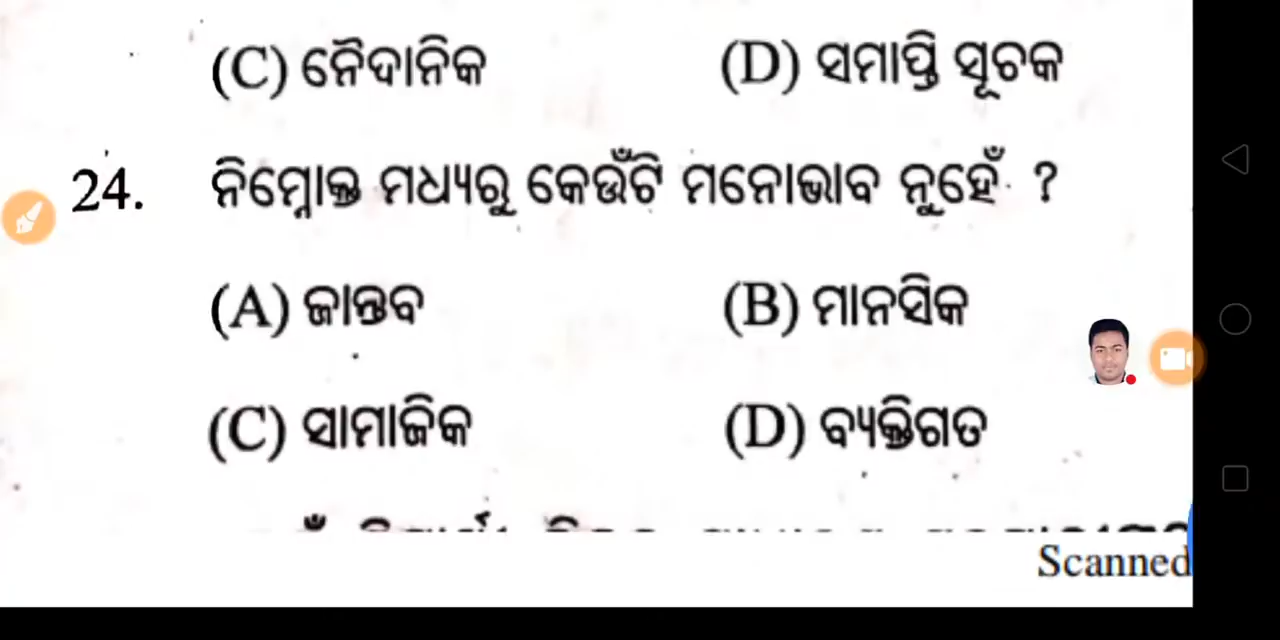 (C) ନୈଦାନିକ (D) ସମାପ୍ତି ସୂଚକ
24. ନିମ୍ନୋକ୍ତ ମଧ୍ୟରୁ କେଉଁଟି ମନୋଭାବ ନୁହେଁ ?
(A) ଜାନ୍ତବ (B) ମାନସିକ
(C) ସାମାଜିକ (D) ବ୍ୟକ୍ତିଗତ
Scanned